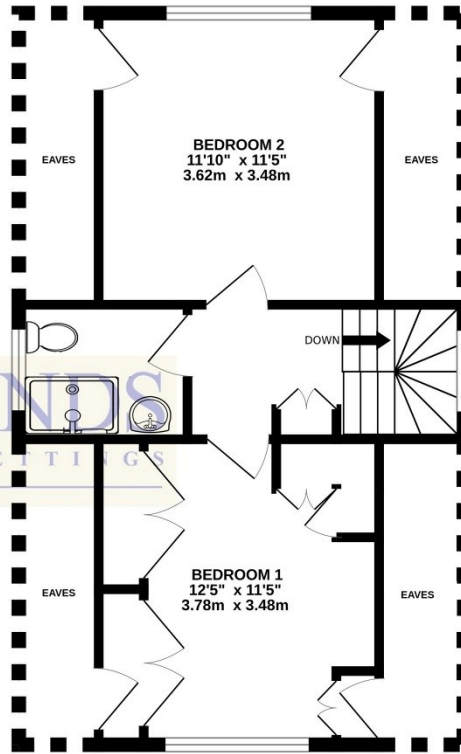 BEDROOM 2
11'10" x 11'5"
3.62m x 3.48m
EAVES
EAVES
DOWN
NDS
ETTINGS
BEDROOM 1
12'5" x 11'5"
3.78m x 3.48m
EAVES
EAVES